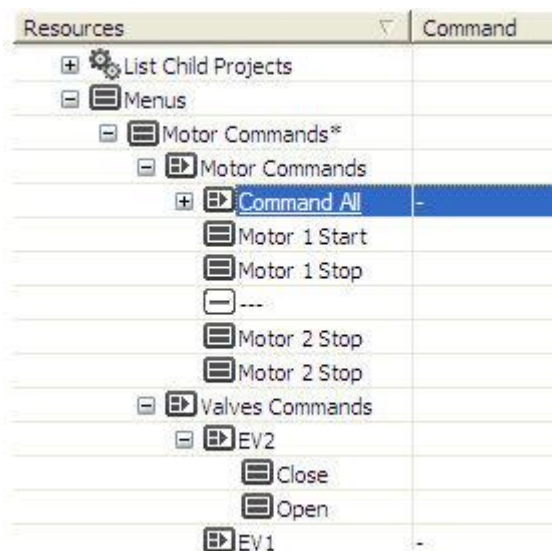 Resources Command
List Child Projects
Menus
Motor Commands*
Motor Commands
Command All -
Motor 1 Start
Motor 1 Stop
---
Motor 2 Stop
Motor 2 Stop
Valves Commands
EV2
Close
Open
EV1 -